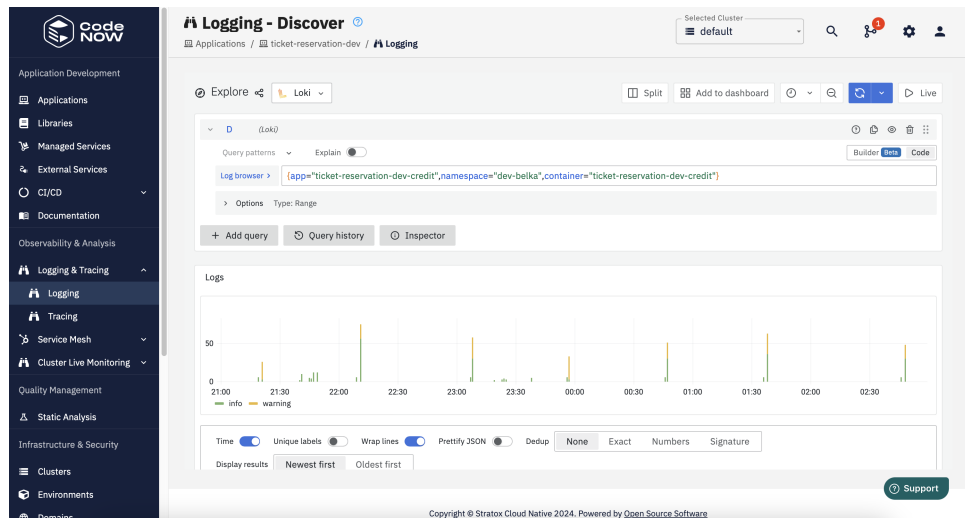 Code
NOW
Application Development
Applications
Libraries
Managed Services
External Services
CI/CD
Documentation
Observability & Analysis
Logging & Tracing
Logging
Tracing
Service Mesh
Cluster Live Monitoring
Quality Management
Static Analysis
Infrastructure & Security
Clusters
Environments
Domains
Logging - Discover
Applications / ticket-reservation-dev / Logging
Selected Cluster
default
1
Explore Loki
Split Add to dashboard Live
D (Loki)
Query patterns Explain Builder Beta Code
Log browser > {app="ticket-reservation-dev-credit",namespace="dev-belka",container="ticket-reservation-dev-credit"}
> Options Type: Range
+ Add query Query history Inspector
Logs
50
0
21:00 21:30 22:00 22:30 23:00 23:30 00:00 00:30 01:00 01:30 02:00 02:30
info warning
Time Unique labels Wrap lines Prettify JSON Dedup None Exact Numbers Signature
Display results Newest first Oldest first
Support
Copyright © Stratox Cloud Native 2024. Powered by Open Source Software